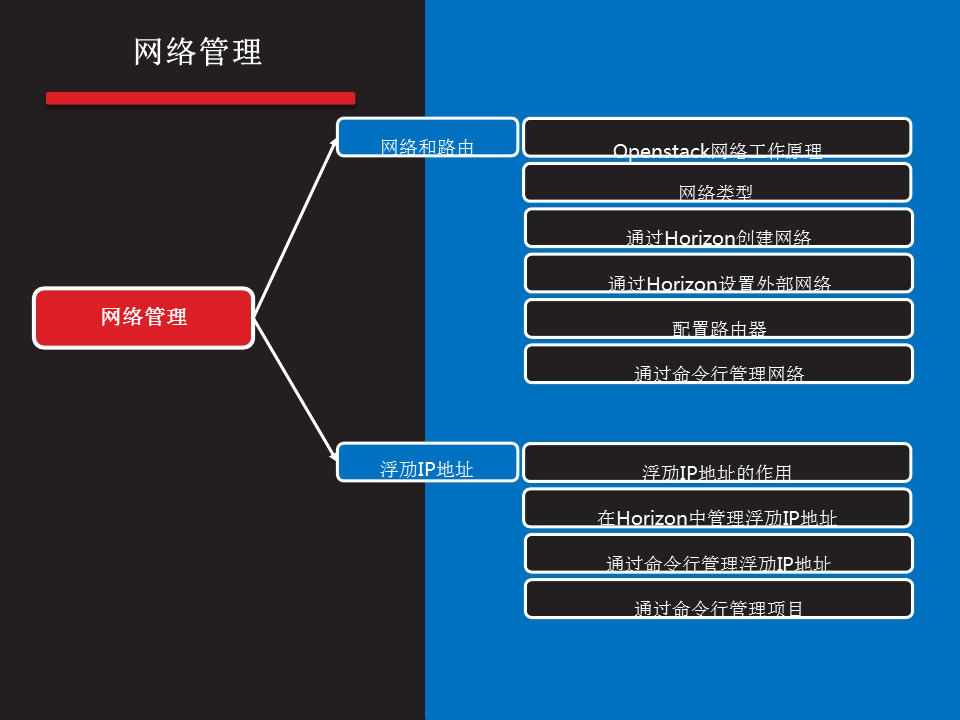 网络管理
网络和路由
Openstack网络工作原理
网络类型
通过Horizon创建网络
通过Horizon设置外部网络
网络管理
配置路由器
通过命令行管理网络
浮劢IP地址
浮劢IP地址的作用
在Horizon中管理浮劢IP地址
通过命令行管理浮劢IP地址
通过命令行管理项目